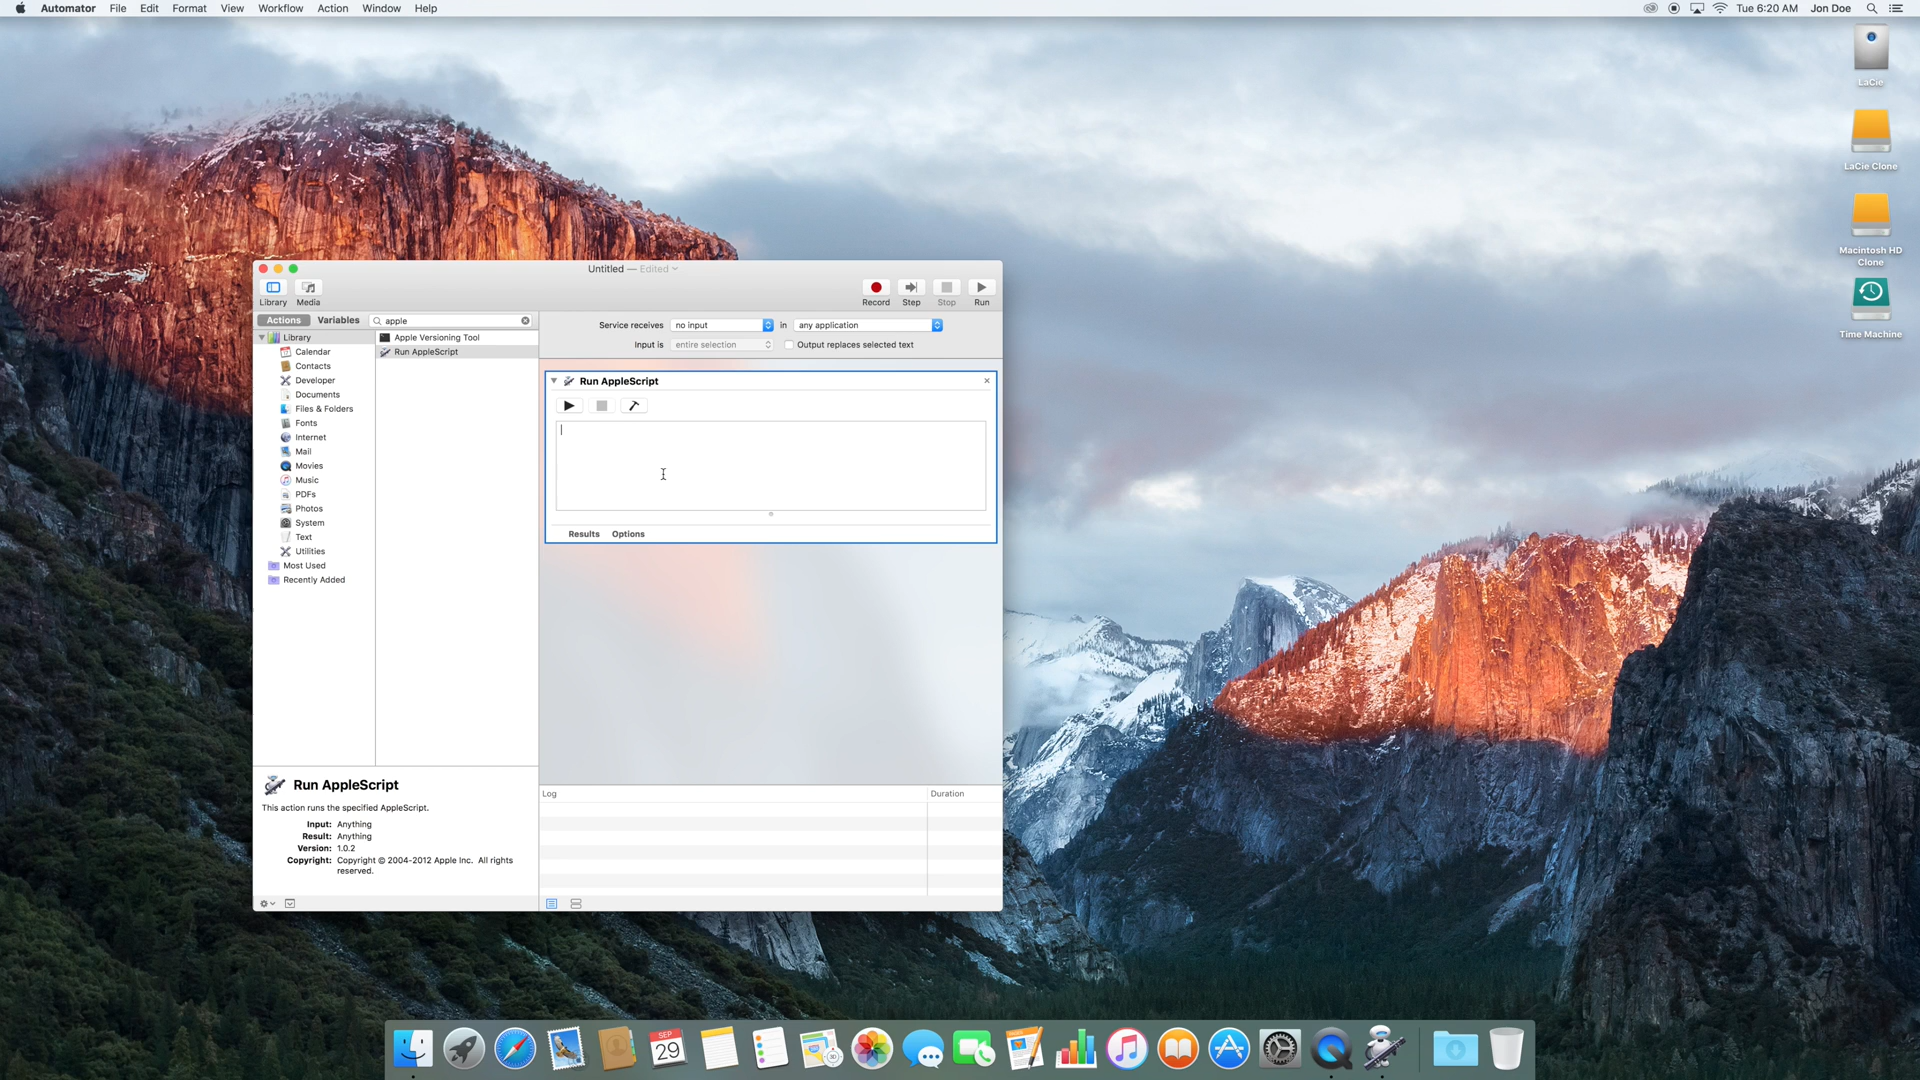 Automator File Edit Format View Workflow Action Window Help
Tue 6:20 AM Jon Doe
LaCie
LaCie Clone
Macintosh HD
Clone
Time Machine
Untitled — Edited
Library Media
Record Step Stop Run
Actions Variables apple
Library
Calendar
Contacts
Developer
Documents
Files & Folders
Fonts
Internet
Mail
Movies
Music
PDFs
Photos
System
Text
Utilities
Most Used
Recently Added
Apple Versioning Tool
Run AppleScript
Service receives no input in any application
Input is entire selection Output replaces selected text
Run AppleScript
Results Options
Log Duration
Run AppleScript
This action runs the specified AppleScript.
Input: Anything
Result: Anything
Version: 1.0.2
Copyright: Copyright © 2004-2012 Apple Inc. All rights
reserved.
SEP
29
3D